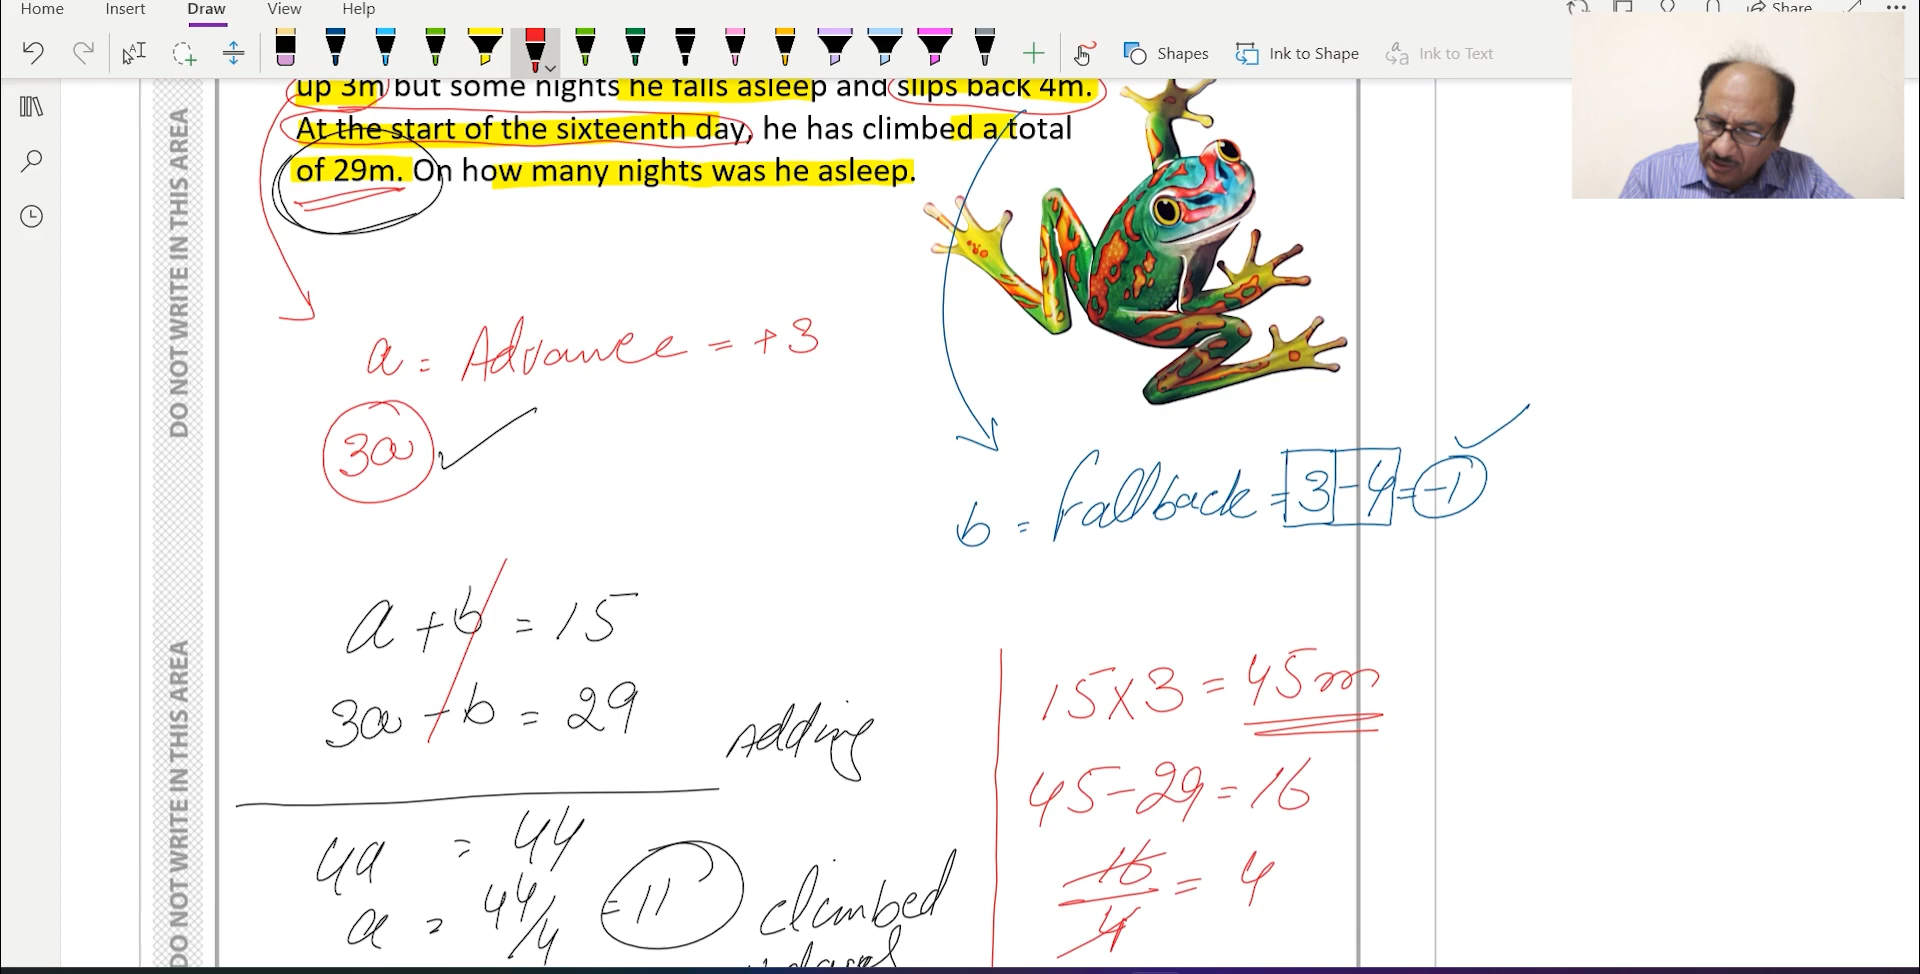 Home Insert Draw View Help Share
Shapes Ink to Shape Ink to Text
up 3m but some nights he falls asleep and slips back 4m.
At the start of the sixteenth day, he has climbed a total
of 29m. On how many nights was he asleep.
DO NOT WRITE IN THIS AREA
DO NOT WRITE IN THIS AREA
a = Advance = +3
3a
b = fallback = 3 - 4 = -1
a + b = 15
3a - b = 29
Adding
4a = 44
a = 44/4 = 11 climbed
15 x 3 = 45m
45 - 29 = 16
16/4 = 4